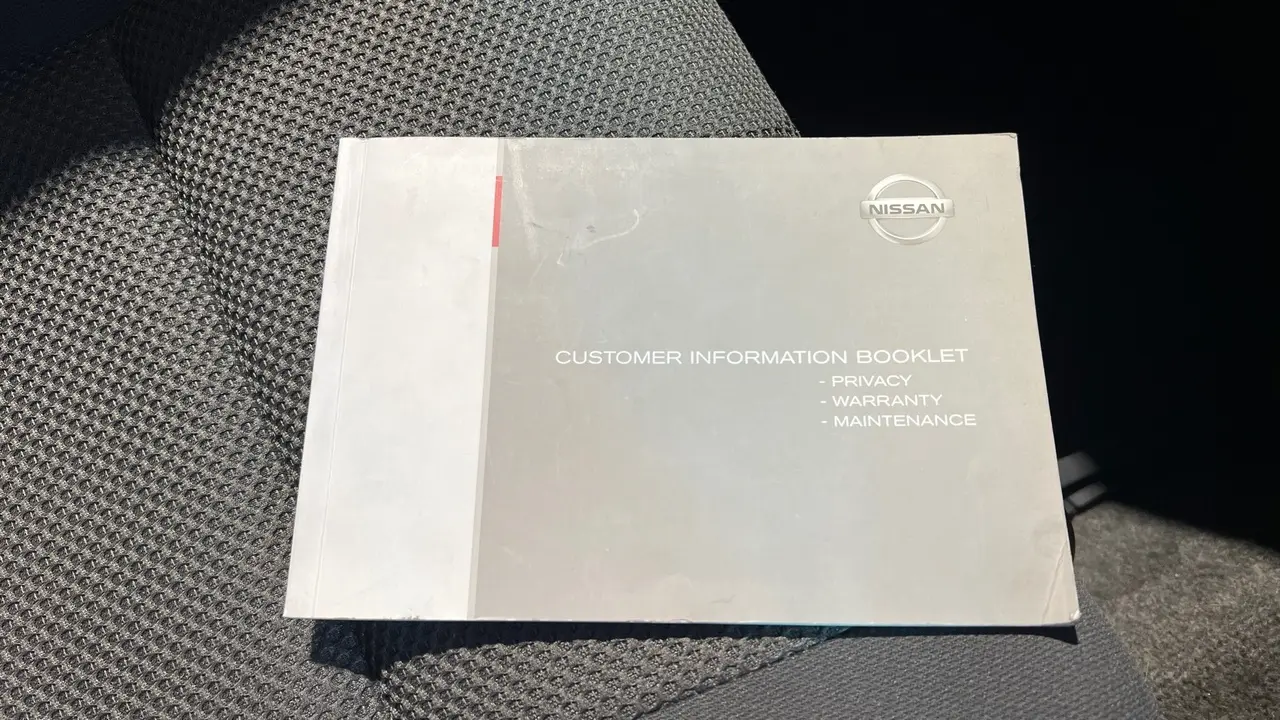 NISSAN
CUSTOMER INFORMATION BOOKLET
- PRIVACY
- WARRANTY
- MAINTENANCE